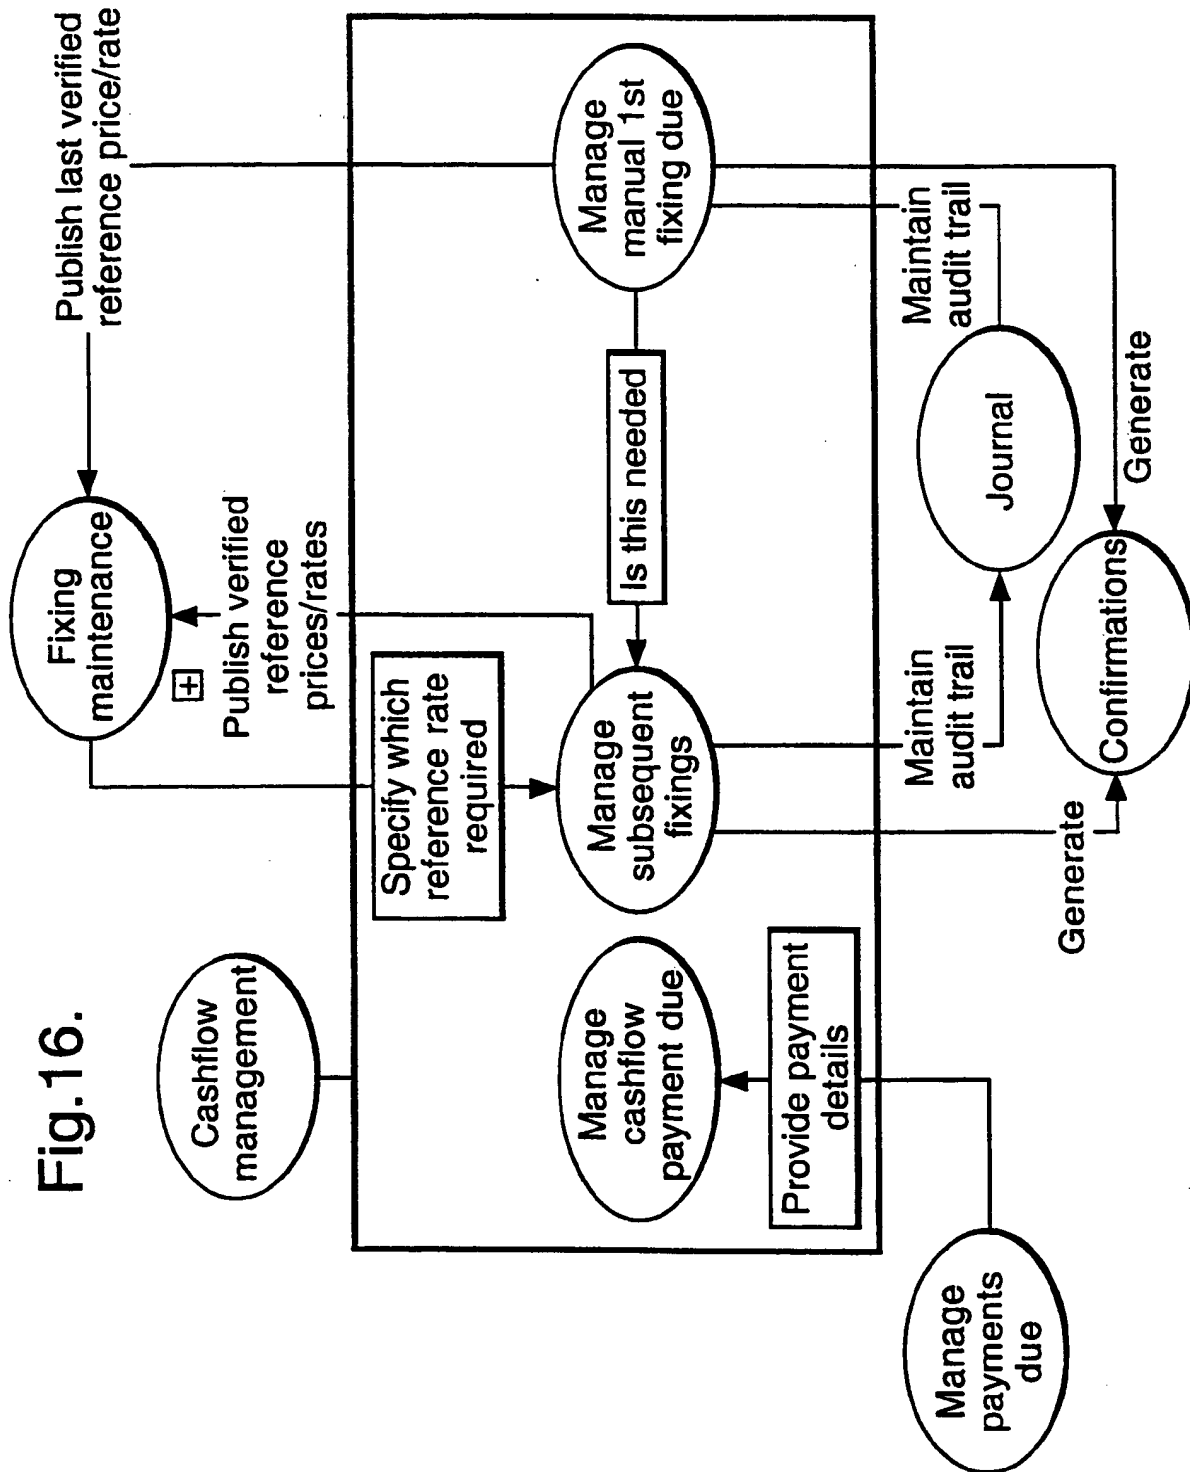 Fig.16.
Cashflow
management
Fixing
maintenance
Publish last verified
reference price/rate
Publish verified
reference
prices/rates
Specify which
reference rate
required
Manage
cashflow
payment due
Manage
subsequent
fixings
Is this needed
Manage
manual 1st
fixing due
Provide payment
details
Manage
payments
due
Maintain
audit trail
Maintain
audit trail
Journal
Generate
Confirmations
Generate